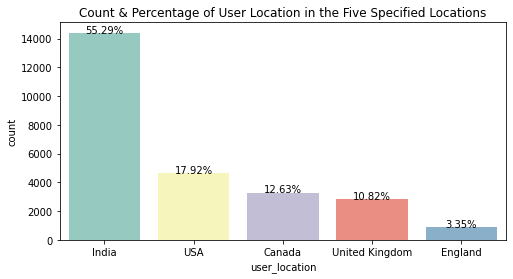 Count & Percentage of User Location in the Five Specified Locations
count
14000
12000
10000
8000
6000
4000
2000
0
55.29%
17.92%
12.63%
10.82%
3.35%
India
USA
Canada
United Kingdom
England
user_location